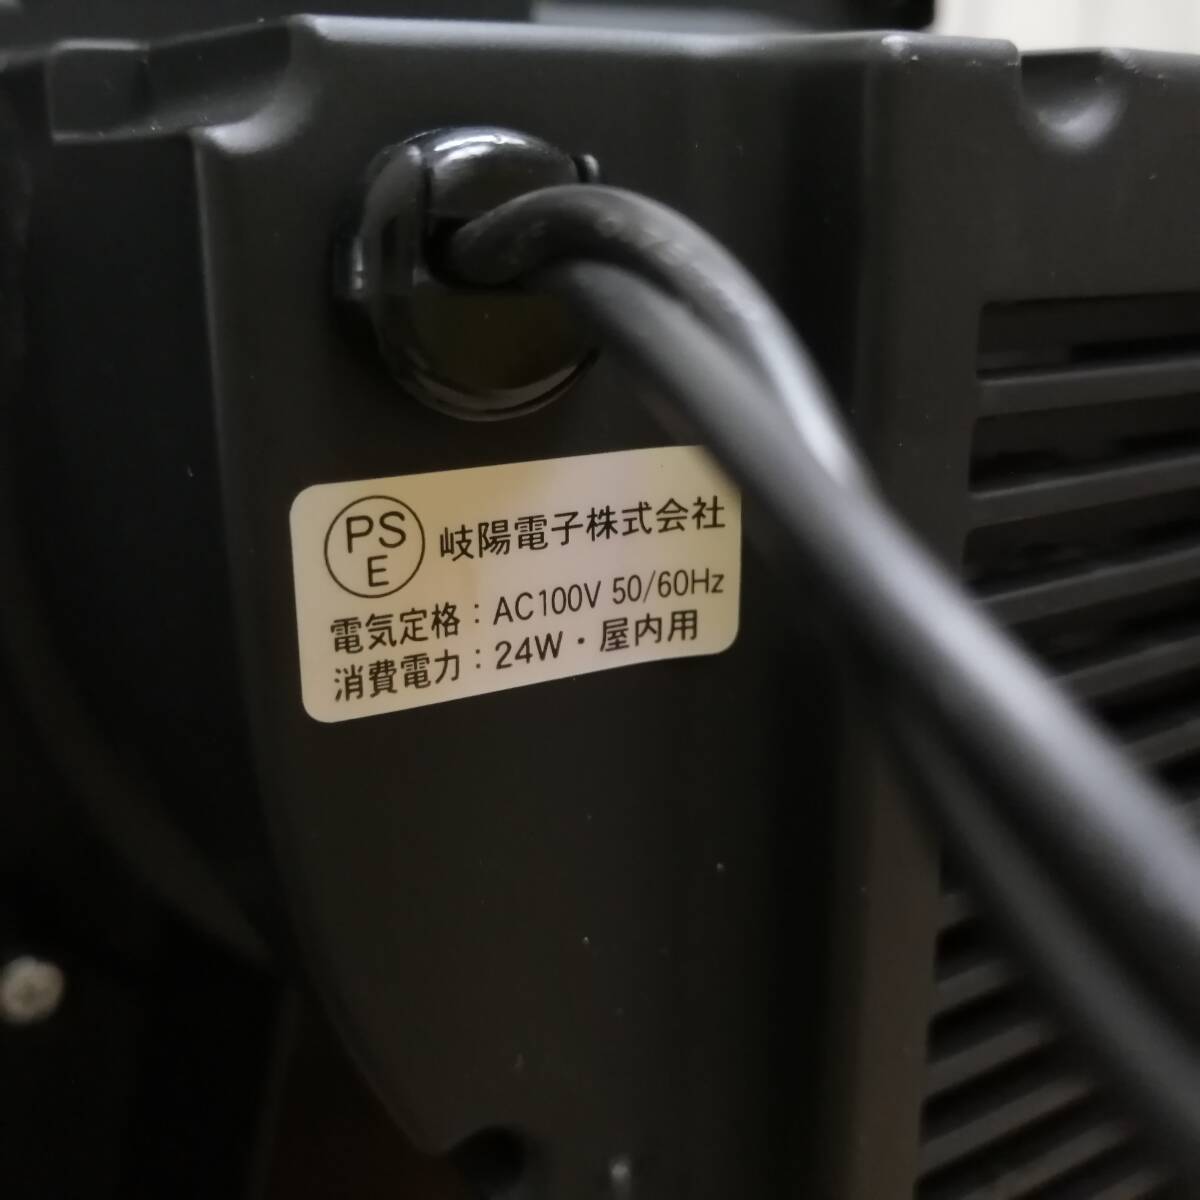 PS
E
岐陽電子株式会社
電気定格：AC100V 50/60Hz
消費電力：24W・屋内用